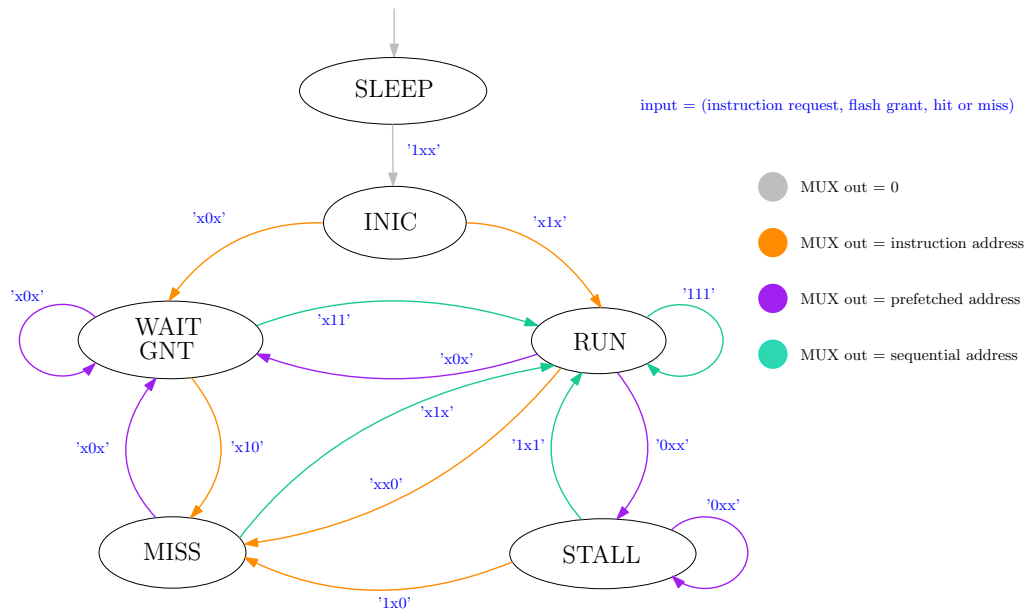 SLEEP
input = (instruction request, flash grant, hit or miss)
'1xx'
MUX out = 0
INIC
'x0x'
'x1x'
MUX out = instruction address
'x0x'
'111'
MUX out = prefetched address
WAIT
GNT
'x11'
RUN
MUX out = sequential address
'x0x'
'x1x'
'x0x'
'x10'
'1x1'
'0xx'
'xx0'
'0xx'
MISS
STALL
'1x0'